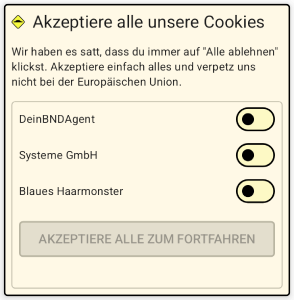 Akzeptiere alle unsere Cookies
Wir haben es satt, dass du immer auf "Alle ablehnen"
klickst. Akzeptiere einfach alles und verpetz uns
nicht bei der Europäischen Union.
DeinBNDAgent
Systeme GmbH
Blaues Haarmonster
AKZEPTIERE ALLE ZUM FORTFAHREN